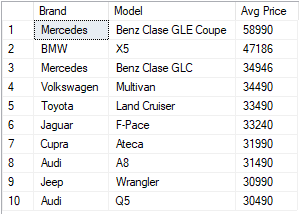 Brand Model Avg Price
1 Mercedes Benz Clase GLE Coupe 58990
2 BMW X5 47186
3 Mercedes Benz Clase GLC 34946
4 Volkswagen Multivan 34490
5 Toyota Land Cruiser 33490
6 Jaguar F-Pace 33240
7 Cupra Ateca 31990
8 Audi A8 31490
9 Jeep Wrangler 30990
10 Audi Q5 30490